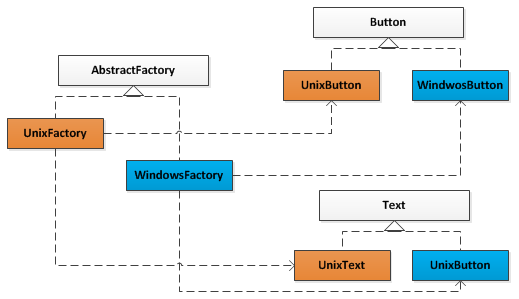 Button
AbstractFactory
UnixButton
WindwosButton
UnixFactory
WindowsFactory
Text
UnixText
UnixButton